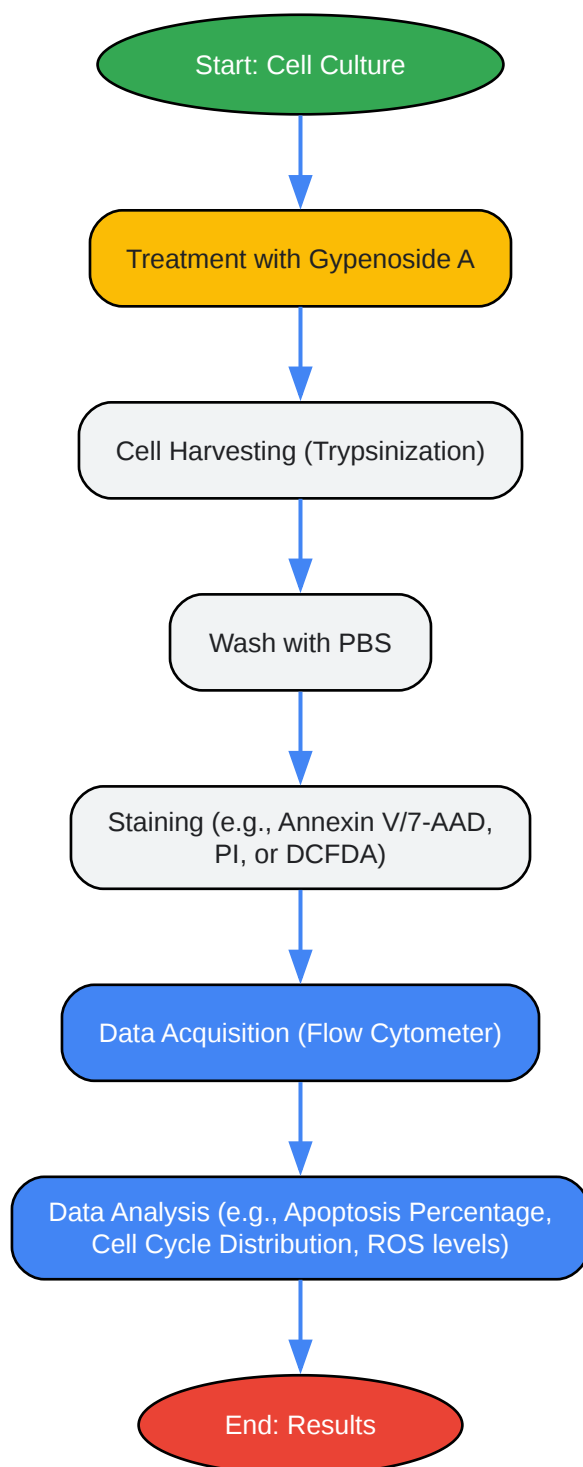 Start: Cell Culture
Treatment with Gypenoside A
Cell Harvesting (Trypsinization)
Wash with PBS
Staining (e.g., Annexin V/7-AAD,
PI, or DCFDA)
Data Acquisition (Flow Cytometer)
Data Analysis (e.g., Apoptosis Percentage,
Cell Cycle Distribution, ROS levels)
End: Results